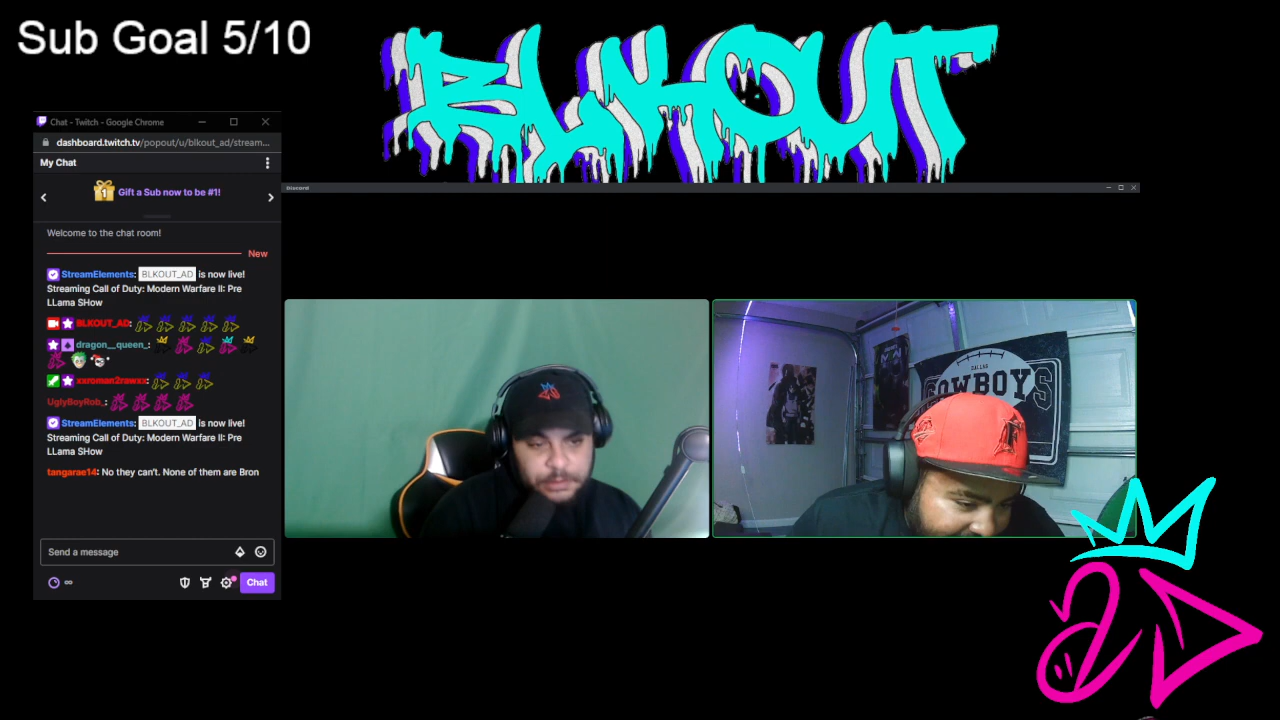 Sub Goal 5/10
BLKOUT
Chat - Twitch - Google Chrome
dashboard.twitch.tv/popout/u/blkout_ad/stream...
My Chat
Gift a Sub now to be #1!
Welcome to the chat room!
New
StreamElements: BLKOUT_AD is now live!
Streaming Call of Duty: Modern Warfare II: Pre
LLama SHow
BLKOUT_AD:
dragon__queen_:
xxroman2rawxx:
UglyBoyRob_:
StreamElements: BLKOUT_AD is now live!
Streaming Call of Duty: Modern Warfare II: Pre
LLama SHow
tangarae14: No they can't. None of them are Bron
Send a message
Chat
Discord
DALLAS
COWBOYS